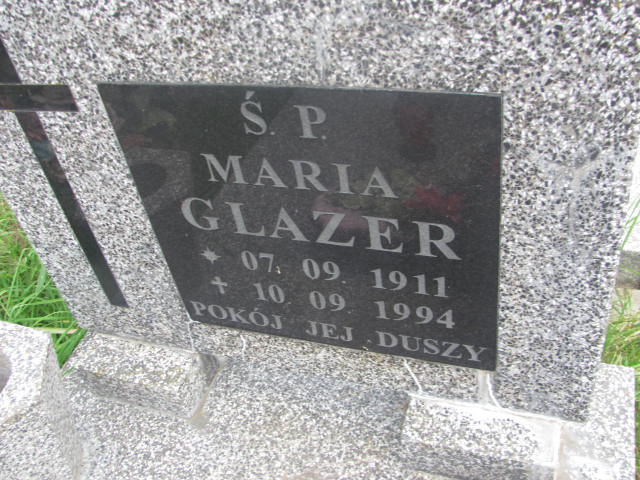 Ś. P.
MARIA
GLAZER
* 07. 09. 1911
✝ 10. 09. 1994
POKÓJ JEJ DUSZY